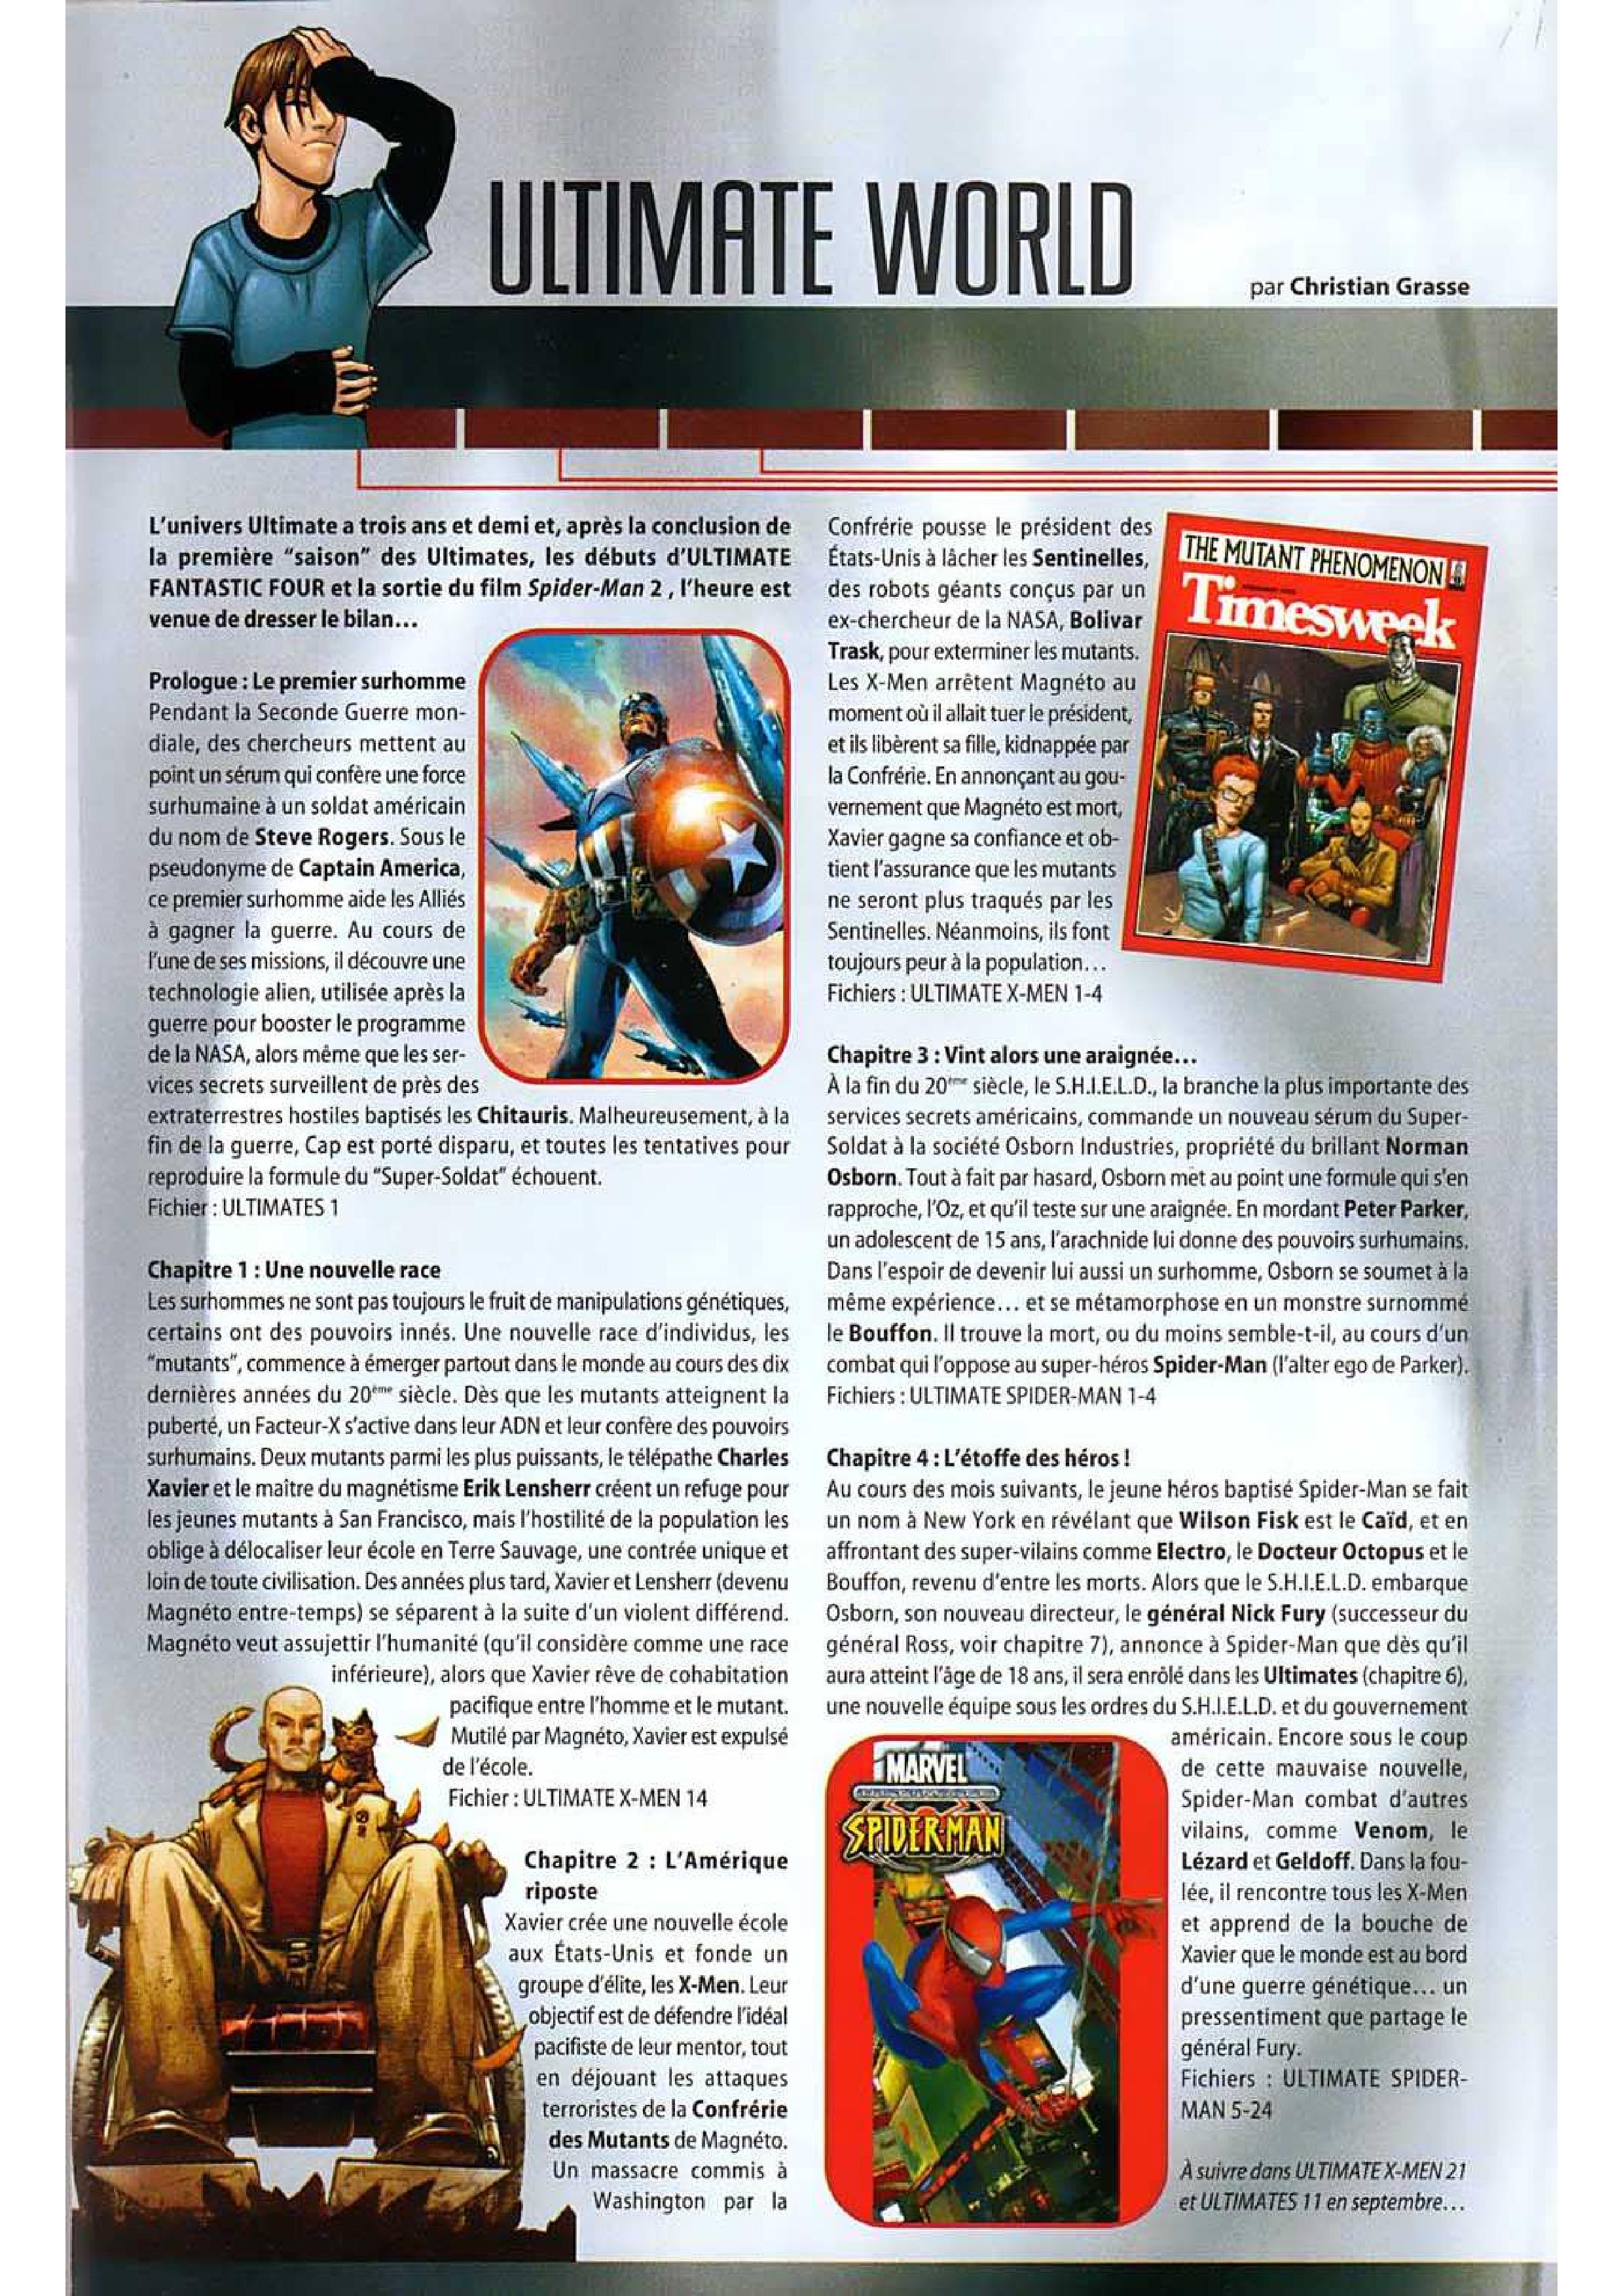 ULTIMATE WORLD
par Christian Grasse
L'univers Ultimate a trois ans et demi et, après la conclusion de
la première "saison" des Ultimates, les débuts d'ULTIMATE
FANTASTIC FOUR et la sortie du film Spider-Man 2 , l'heure est
venue de dresser le bilan...
Prologue : Le premier surhomme
Pendant la Seconde Guerre mon-
diale, des chercheurs mettent au
point un sérum qui confère une force
surhumaine à un soldat américain
du nom de Steve Rogers. Sous le
pseudonyme de Captain America,
ce premier surhomme aide les Alliés
à gagner la guerre. Au cours de
l'une de ses missions, il découvre une
technologie alien, utilisée après la
guerre pour booster le programme
de la NASA, alors même que les ser-
vices secrets surveillent de près des
extraterrestres hostiles baptisés les Chitauris. Malheureusement, à la
fin de la guerre, Cap est porté disparu, et toutes les tentatives pour
reproduire la formule du "Super-Soldat" échouent.
Fichier : ULTIMATES 1
Chapitre 1 : Une nouvelle race
Les surhommes ne sont pas toujours le fruit de manipulations génétiques,
certains ont des pouvoirs innés. Une nouvelle race d'individus, les
"mutants", commence à émerger partout dans le monde au cours des dix
dernières années du 20ème siècle. Dès que les mutants atteignent la
puberté, un Facteur-X s'active dans leur ADN et leur confère des pouvoirs
surhumains. Deux mutants parmi les plus puissants, le télépathe Charles
Xavier et le maître du magnétisme Erik Lensherr créent un refuge pour
les jeunes mutants à San Francisco, mais l'hostilité de la population les
oblige à délocaliser leur école en Terre Sauvage, une contrée unique et
loin de toute civilisation. Des années plus tard, Xavier et Lensherr (devenu
Magnéto entre-temps) se séparent à la suite d'un violent différend.
Magnéto veut assujettir l'humanité (qu'il considère comme une race
inférieure), alors que Xavier rêve de cohabitation
pacifique entre l'homme et le mutant.
Mutilé par Magnéto, Xavier est expulsé
de l'école.
Fichier : ULTIMATE X-MEN 14
Chapitre 2 : L'Amérique
riposte
Xavier crée une nouvelle école
aux États-Unis et fonde un
groupe d'élite, les X-Men. Leur
objectif est de défendre l'idéal
pacifiste de leur mentor, tout
en déjouant les attaques
terroristes de la Confrérie
des Mutants de Magnéto.
Un massacre commis à
Washington par la
Confrérie pousse le président des
États-Unis à lâcher les Sentinelles,
des robots géants conçus par un
ex-chercheur de la NASA, Bolivar
Trask, pour exterminer les mutants.
Les X-Men arrêtent Magnéto au
moment où il allait tuer le président,
et ils libèrent sa fille, kidnappée par
la Confrérie. En annonçant au gou-
vernement que Magnéto est mort,
Xavier gagne sa confiance et ob-
tient l'assurance que les mutants
ne seront plus traqués par les
Sentinelles. Néanmoins, ils font
toujours peur à la population...
Fichiers : ULTIMATE X-MEN 1-4
THE MUTANT PHENOMENON
Timesweek
Chapitre 3 : Vint alors une araignée...
À la fin du 20ème siècle, le S.H.I.E.L.D., la branche la plus importante des
services secrets américains, commande un nouveau sérum du Super-
Soldat à la société Osborn Industries, propriété du brillant Norman
Osborn. Tout à fait par hasard, Osborn met au point une formule qui s'en
rapproche, l'Oz, et qu'il teste sur une araignée. En mordant Peter Parker,
un adolescent de 15 ans, l'arachnide lui donne des pouvoirs surhumains.
Dans l'espoir de devenir lui aussi un surhomme, Osborn se soumet à la
même expérience... et se métamorphose en un monstre surnommé
le Bouffon. Il trouve la mort, ou du moins semble-t-il, au cours d'un
combat qui l'oppose au super-héros Spider-Man (l'alter ego de Parker).
Fichiers : ULTIMATE SPIDER-MAN 1-4
Chapitre 4 : L'étoffe des héros !
Au cours des mois suivants, le jeune héros baptisé Spider-Man se fait
un nom à New York en révélant que Wilson Fisk est le Caïd, et en
affrontant des super-vilains comme Electro, le Docteur Octopus et le
Bouffon, revenu d'entre les morts. Alors que le S.H.I.E.L.D. embarque
Osborn, son nouveau directeur, le général Nick Fury (successeur du
général Ross, voir chapitre 7), annonce à Spider-Man que dès qu'il
aura atteint l'âge de 18 ans, il sera enrôlé dans les Ultimates (chapitre 6),
une nouvelle équipe sous les ordres du S.H.I.E.L.D. et du gouvernement
américain. Encore sous le coup
de cette mauvaise nouvelle,
Spider-Man combat d'autres
vilains, comme Venom, le
Lézard et Geldoff. Dans la fou-
lée, il rencontre tous les X-Men
et apprend de la bouche de
Xavier que le monde est au bord
d'une guerre génétique... un
pressentiment que partage le
général Fury.
Fichiers : ULTIMATE SPIDER-
MAN 5-24
MARVEL
SPIDER-MAN
À suivre dans ULTIMATE X-MEN 21
et ULTIMATES 11 en septembre...